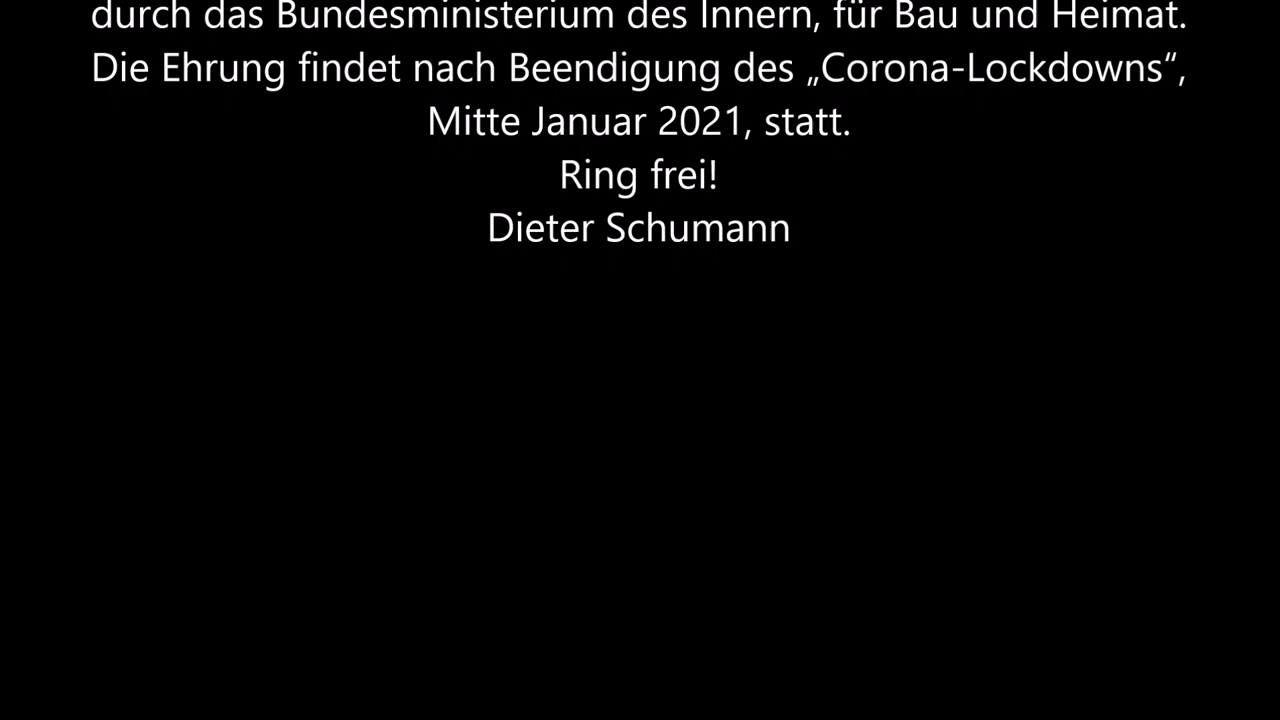 durch das Bundesministerium des Innern, für Bau und Heimat.
Die Ehrung findet nach Beendigung des „Corona-Lockdowns“,
Mitte Januar 2021, statt.
Ring frei!
Dieter Schumann